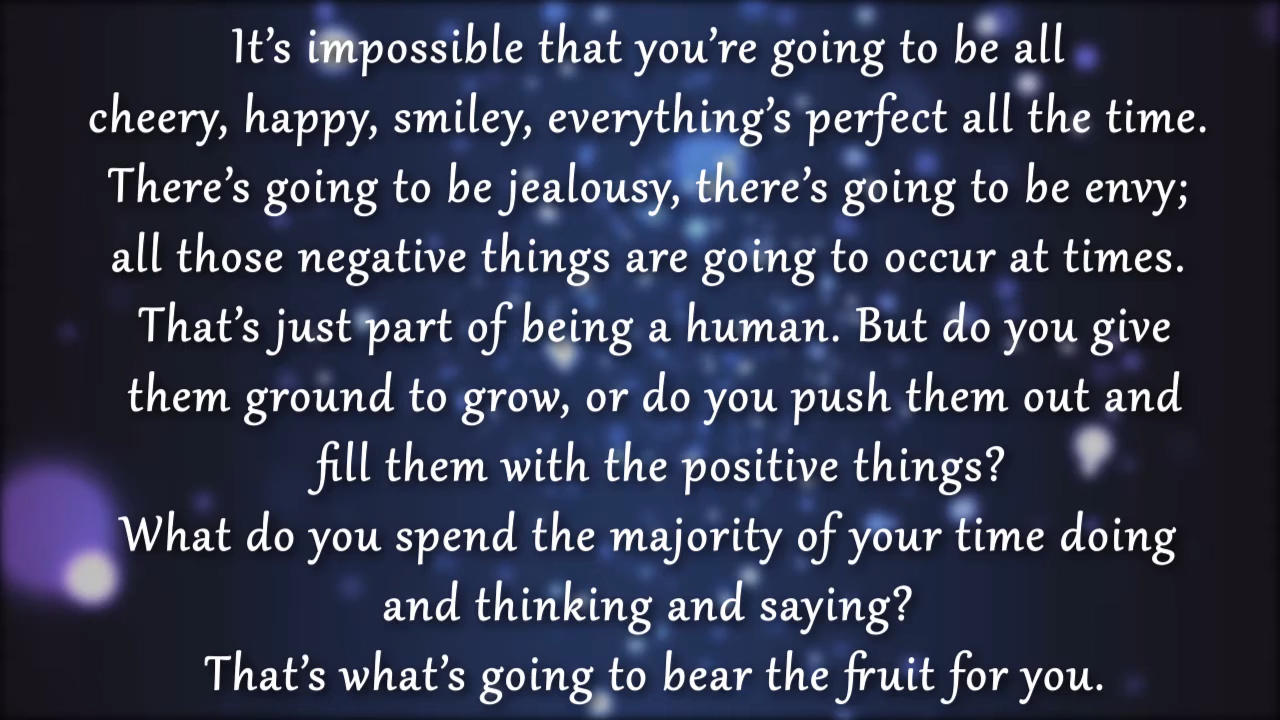 It’s impossible that you’re going to be all
cheery, happy, smiley, everything’s perfect all the time.
There’s going to be jealousy, there’s going to be envy;
all those negative things are going to occur at times.
That’s just part of being a human. But do you give
them ground to grow, or do you push them out and
fill them with the positive things?
What do you spend the majority of your time doing
and thinking and saying?
That’s what’s going to bear the fruit for you.